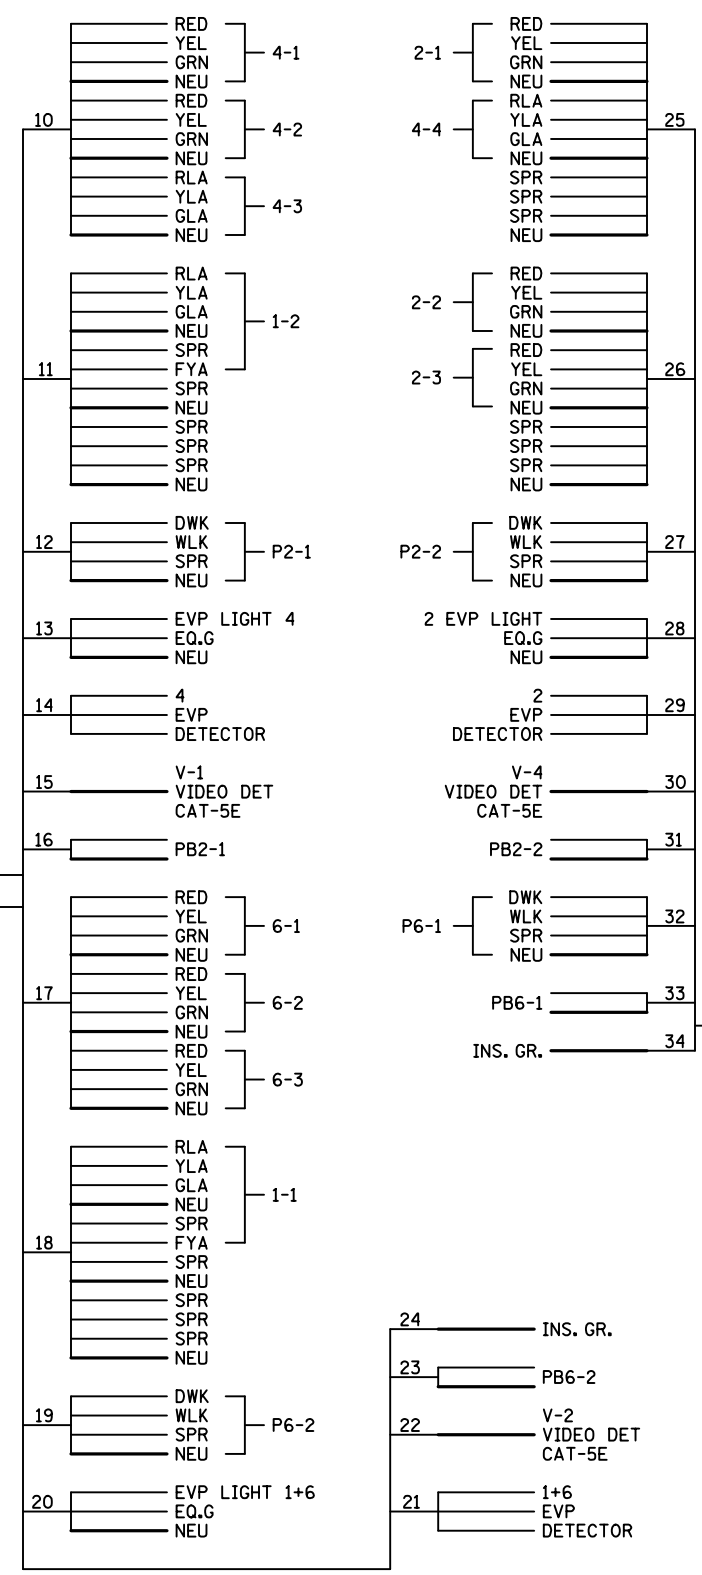 10
RED
YEL
GRN
NEU
4-1
RED
YEL
GRN
NEU
4-2
RLA
YLA
GLA
NEU
4-3
11
RLA
YLA
GLA
NEU
SPR
FYA
1-2
SPR
NEU
SPR
SPR
SPR
NEU
12
DWK
WLK
SPR
NEU
P2-1
13
EVP LIGHT 4
EQ.G
NEU
14
4
EVP
DETECTOR
15
V-1
VIDEO DET
CAT-5E
16
PB2-1
17
RED
YEL
GRN
NEU
6-1
RED
YEL
GRN
NEU
6-2
RED
YEL
GRN
NEU
6-3
18
RLA
YLA
GLA
NEU
SPR
FYA
1-1
SPR
NEU
SPR
SPR
SPR
NEU
19
DWK
WLK
SPR
NEU
P6-2
20
EVP LIGHT 1+6
EQ.G
NEU
25
2-1
RED
YEL
GRN
NEU
4-4
RLA
YLA
GLA
NEU
SPR
SPR
SPR
NEU
26
2-2
RED
YEL
GRN
NEU
2-3
RED
YEL
GRN
NEU
SPR
SPR
SPR
NEU
27
P2-2
DWK
WLK
SPR
NEU
28
2 EVP LIGHT
EQ.G
NEU
29
2
EVP
DETECTOR
30
V-4
VIDEO DET
CAT-5E
31
PB2-2
32
P6-1
DWK
WLK
SPR
NEU
33
PB6-1
34
INS. GR.
24
INS. GR.
23
PB6-2
22
V-2
VIDEO DET
CAT-5E
21
1+6
EVP
DETECTOR